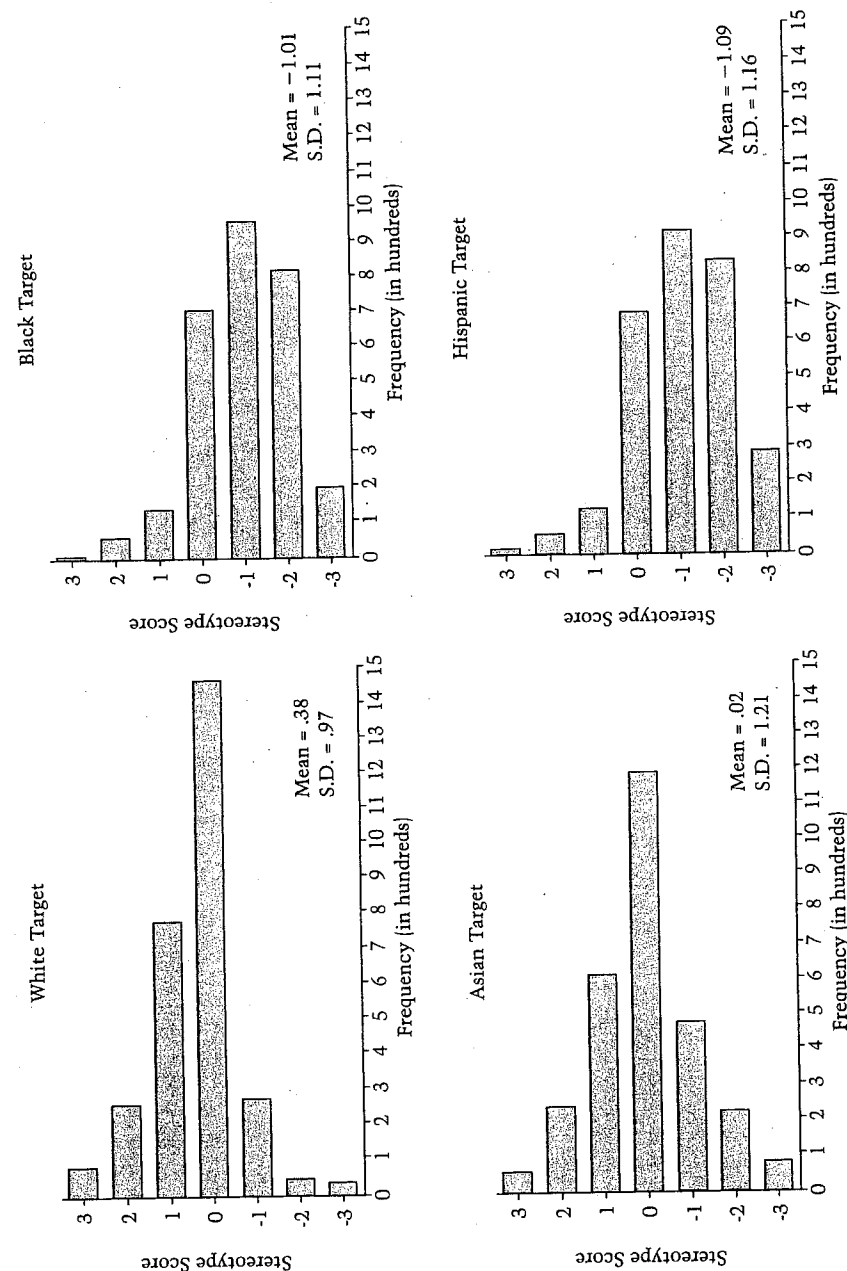 White Target
Stereotype Score
3
2
1
0
-1
-2
-3
Mean = .38
S.D. = .97
0 1 2 3 4 5 6 7 8 9 10 11 12 13 14 15
Frequency (in hundreds)
Black Target
Stereotype Score
3
2
1
0
-1
-2
-3
Mean = −1.01
S.D. = 1.11
0 1 2 3 4 5 6 7 8 9 10 11 12 13 14 15
Frequency (in hundreds)
Asian Target
Stereotype Score
3
2
1
0
-1
-2
-3
Mean = .02
S.D. = 1.21
0 1 2 3 4 5 6 7 8 9 10 11 12 13 14 15
Frequency (in hundreds)
Hispanic Target
Stereotype Score
3
2
1
0
-1
-2
-3
Mean = −1.09
S.D. = 1.16
0 1 2 3 4 5 6 7 8 9 10 11 12 13 14 15
Frequency (in hundreds)